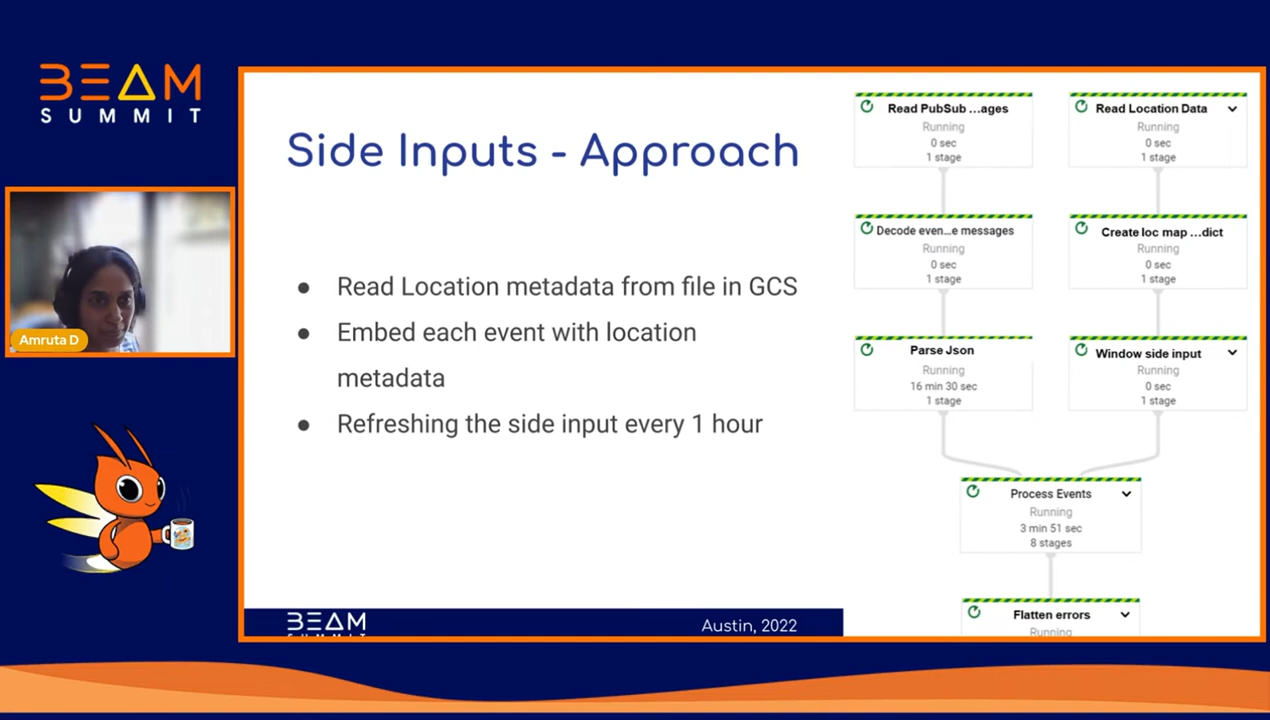 BEAM
SUMMIT
Amruta D
Side Inputs - Approach
● Read Location metadata from file in GCS
● Embed each event with location
metadata
● Refreshing the side input every 1 hour
BEAM
SUMMIT
Austin, 2022
Read PubSub ...ages
Running
0 sec
1 stage
Read Location Data
Running
0 sec
1 stage
Decode even...e messages
Running
0 sec
1 stage
Create loc map ...dict
Running
0 sec
1 stage
Parse Json
Running
16 min 30 sec
1 stage
Window side input
Running
0 sec
1 stage
Process Events
Running
3 min 51 sec
8 stages
Flatten errors
Running